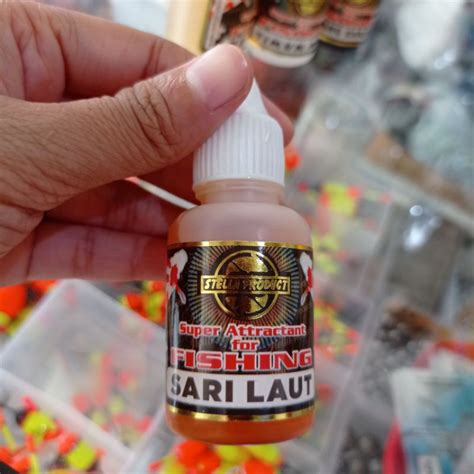 STELLA PRODUCT
Super Attractant
for
FISHING
SARI LAUT